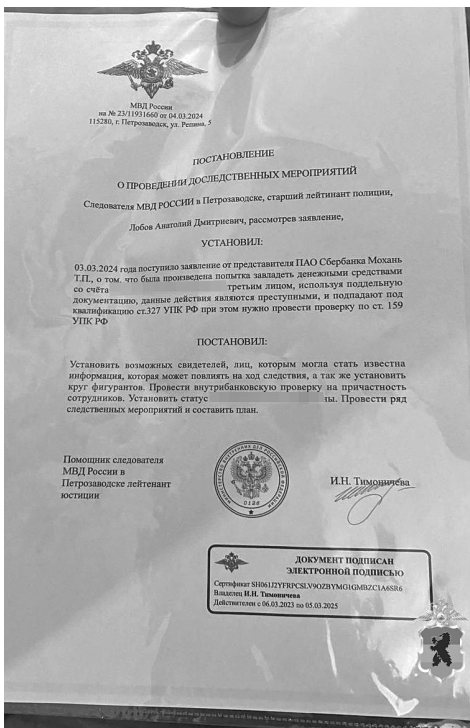 МВД России
на № 23/11931660 от 04.03.2024
115280, г. Петрозаводск, ул. Репина, 5
ПОСТАНОВЛЕНИЕ
О ПРОВЕДЕНИИ ДОСЛЕДСТВЕННЫХ МЕРОПРИЯТИЙ
Следователя МВД РОССИИ в Петрозаводске, старший лейтинант полиции,
Лобов Анатолий Дмитриевич, рассмотрев заявление,
УСТАНОВИЛ:
03.03.2024 года поступило заявление от представителя ПАО Сбербанка Мохань
Т.П., о том, что была произведена попытка завладеть денежными средствами
со счёта третьим лицом, используя поддельную
документацию, данные действия являются преступными, и подпадают под
квалификацию ст.327 УПК РФ при этом нужно провести проверку по ст. 159
УПК РФ
ПОСТАНОВИЛ:
Установить возможных свидетелей, лиц, которым могла стать известна
информация, которая может повлиять на ход следствия, а так же установить
круг фигурантов. Провести внутрибанковскую проверку на причастность
сотрудников. Установить статус ны. Провести ряд
следственных мероприятий и составить план.
Помощник следователя
МВД России в
Петрозаводске лейтенант
юстиции
И.Н. Тимоничева
0128
ДОКУМЕНТ ПОДПИСАН
ЭЛЕКТРОННОЙ ПОДПИСЬЮ
Сертификат SH061J2YFRPCSLV9OZBYMG1GMBZC1A6SR6
Владелец И.Н. Тимоничева
Действителен с 06.03.2023 по 05.03.2025